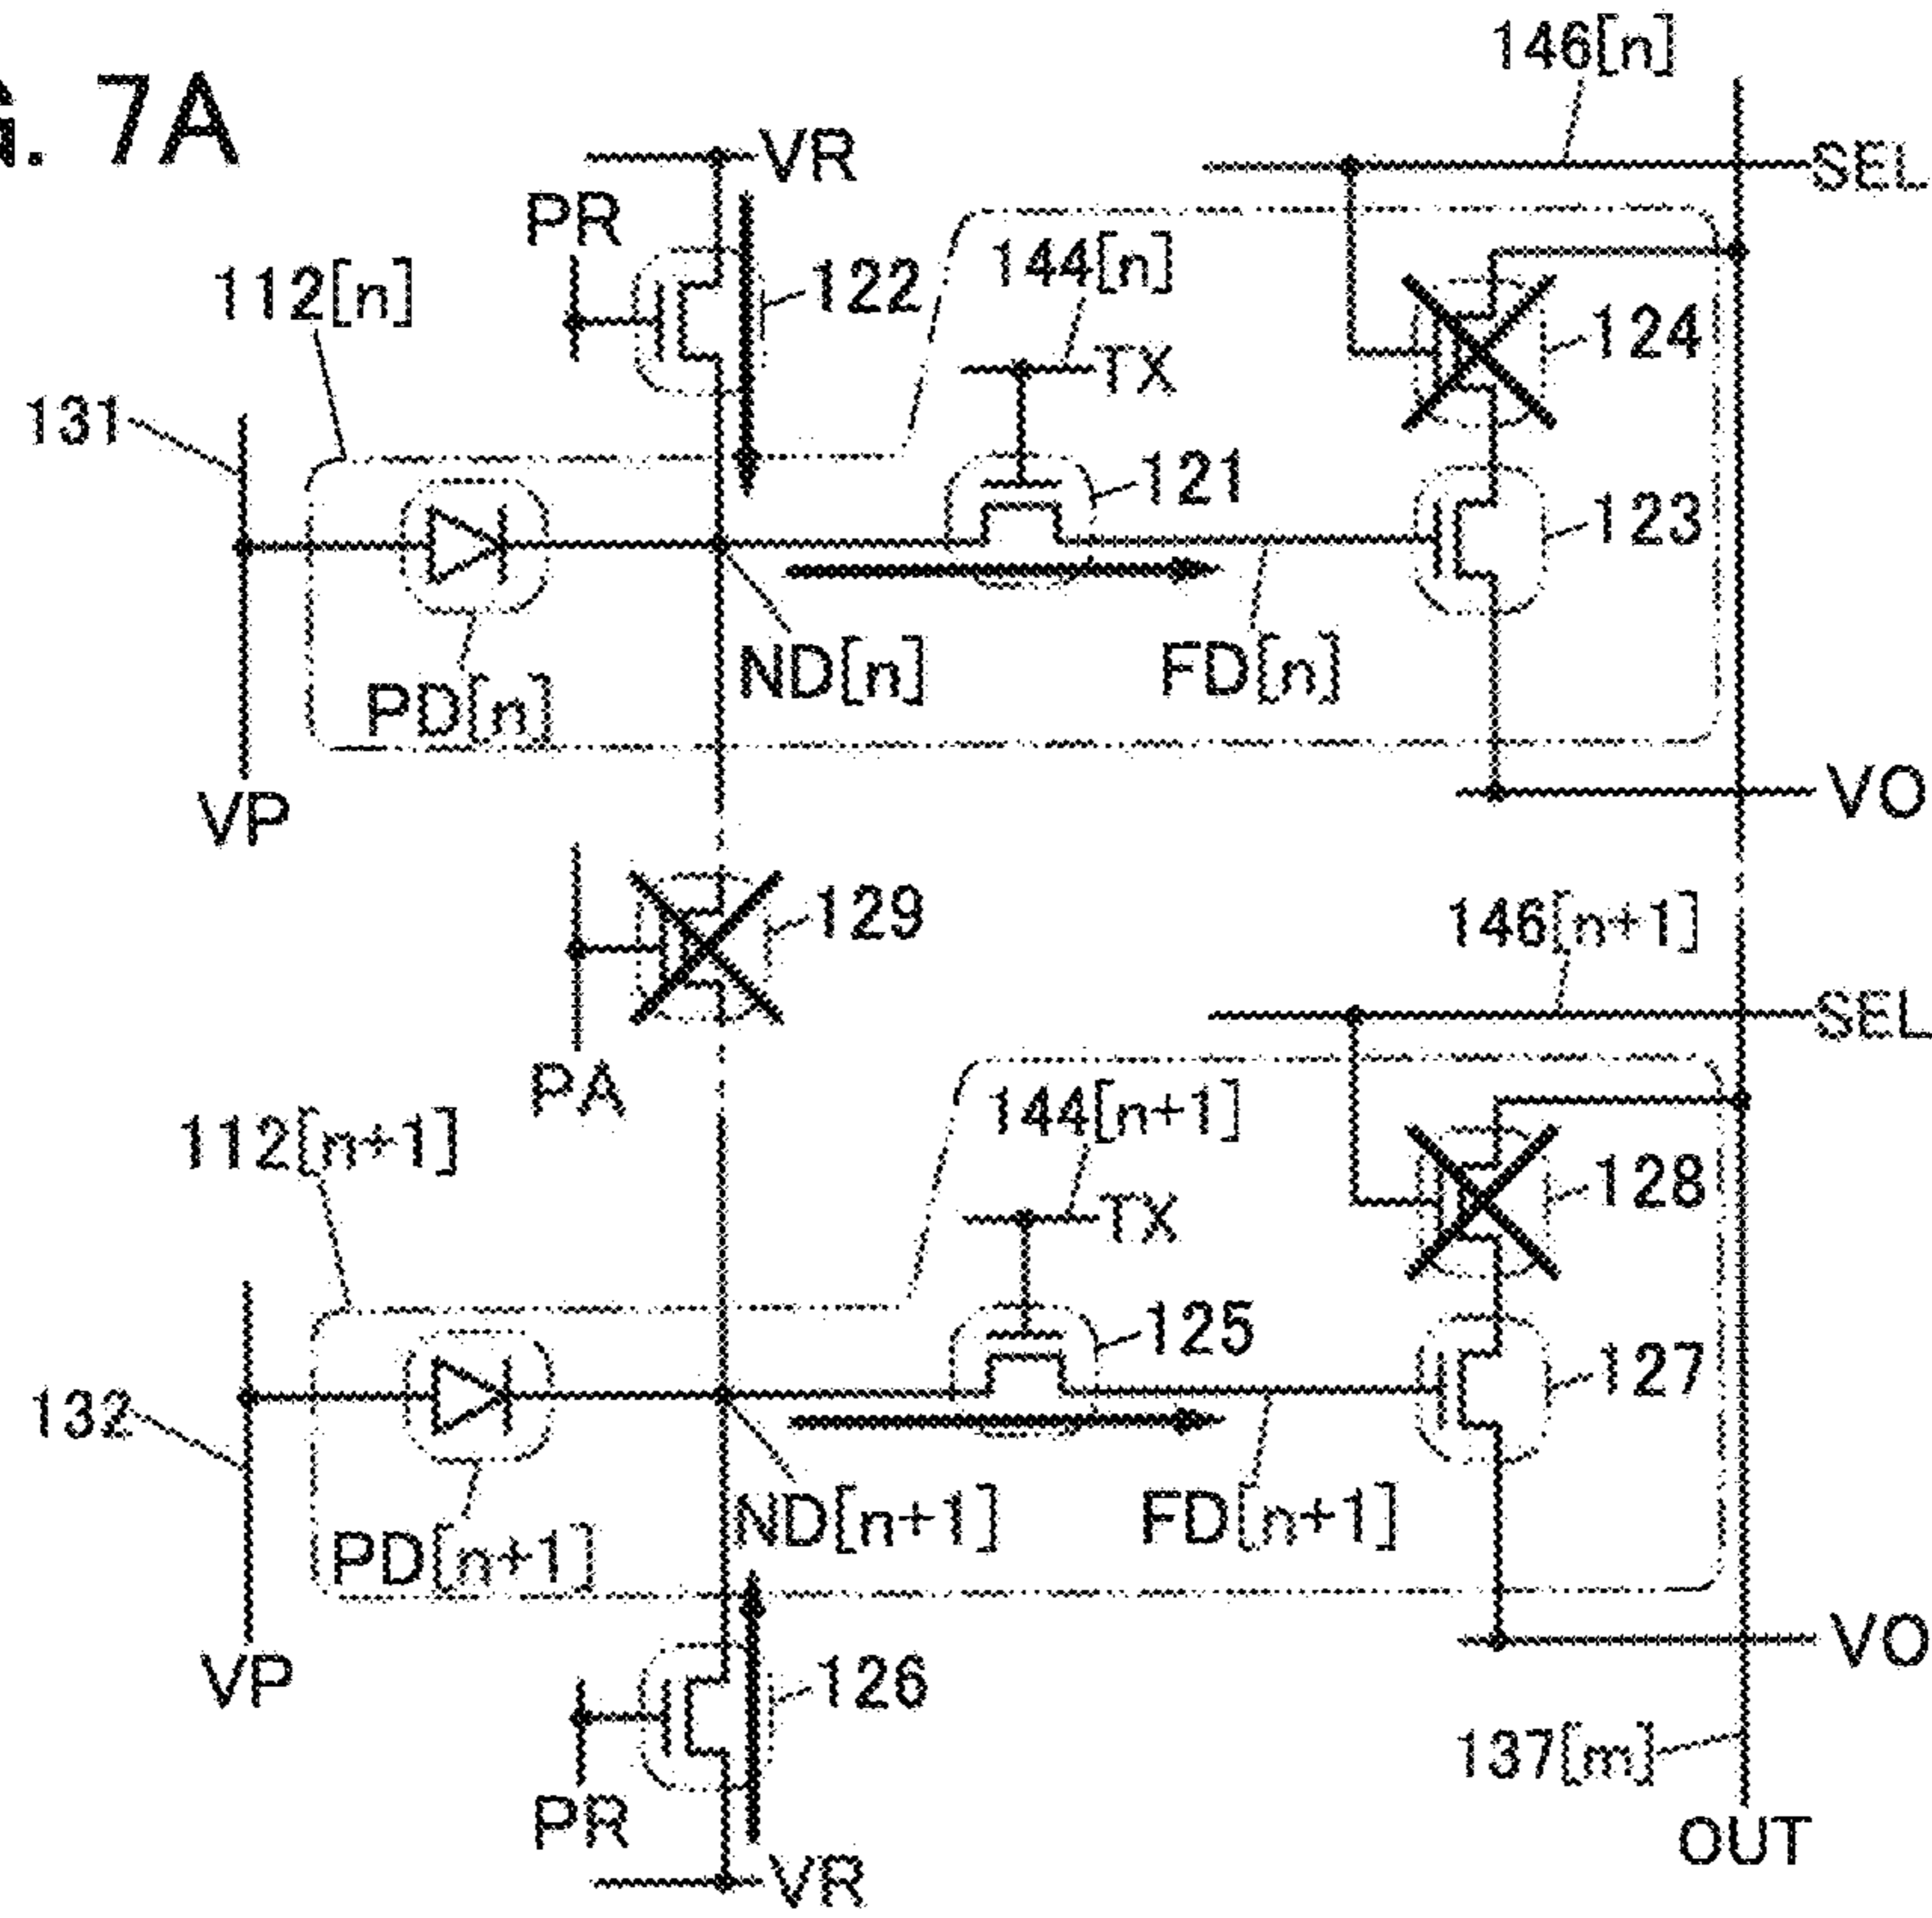 G. 7A
146[n]
VR
SEL
PR
112[n]
122
144[n]
124
TX
131
121
123
ND[n]
FD[n]
PD[n]
VP
VO
129
146[n+1]
SEL
PA
112[n+1]
144[n+1]
128
TX
125
127
132
ND[n+1]
FD[n+1]
PD[n+1]
VO
VP
126
137[m]
PR
OUT
VR